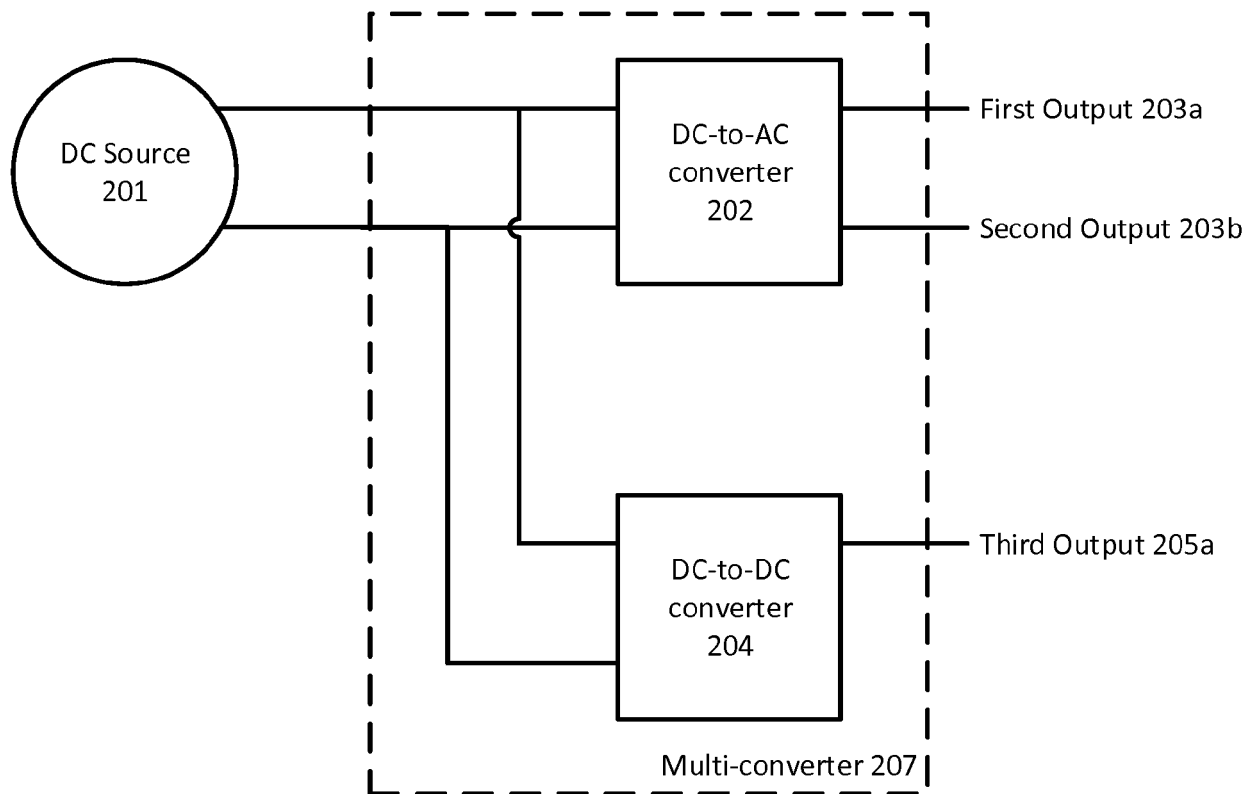 DC Source
201
DC-to-AC
converter
202
First Output 203a
Second Output 203b
DC-to-DC
converter
204
Third Output 205a
Multi-converter 207